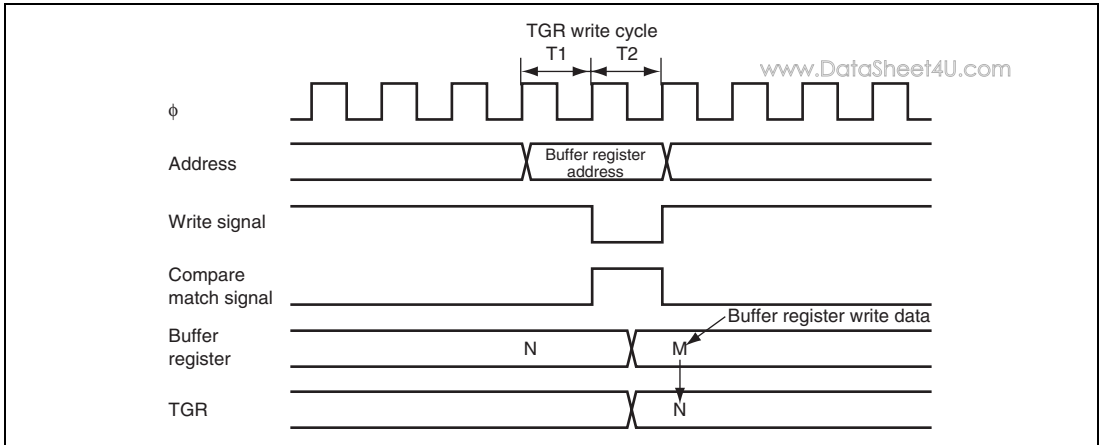 TGR write cycle
T1 T2
www.DataSheet4U.com
ϕ
Address
Buffer register
address
Write signal
Compare
match signal
Buffer register write data
Buffer
register
N M
TGR
N